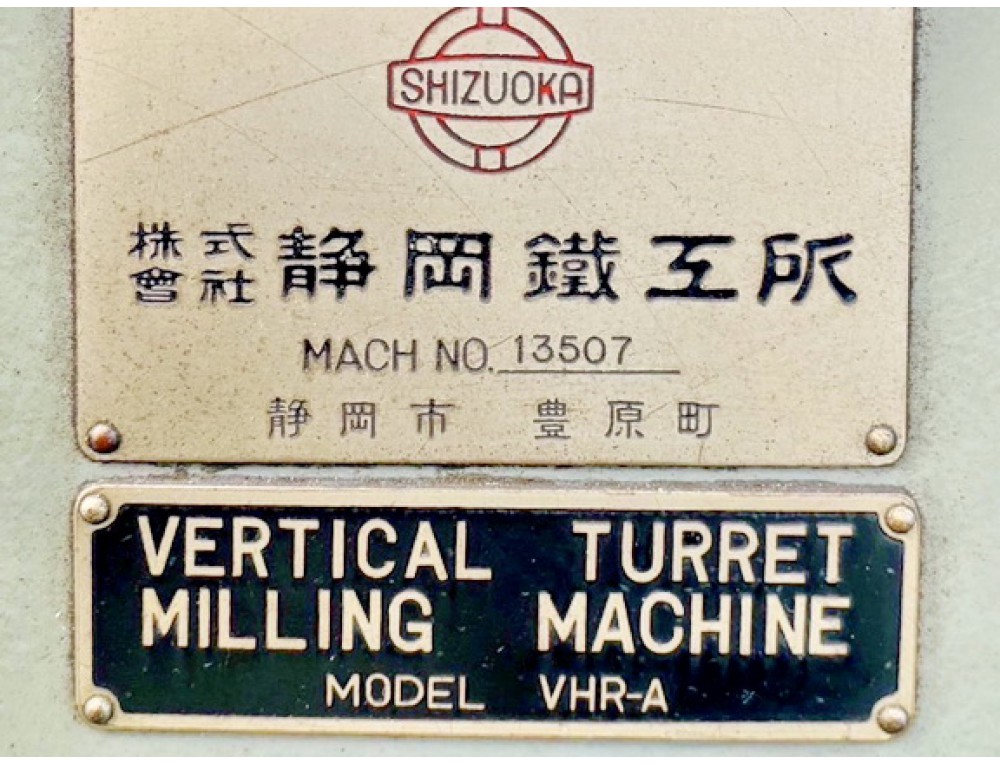 SHIZUOKA
株式會社 静岡鐵工所
MACH NO. 13507
静岡市 豊原町
VERTICAL TURRET
MILLING MACHINE
MODEL VHR-A